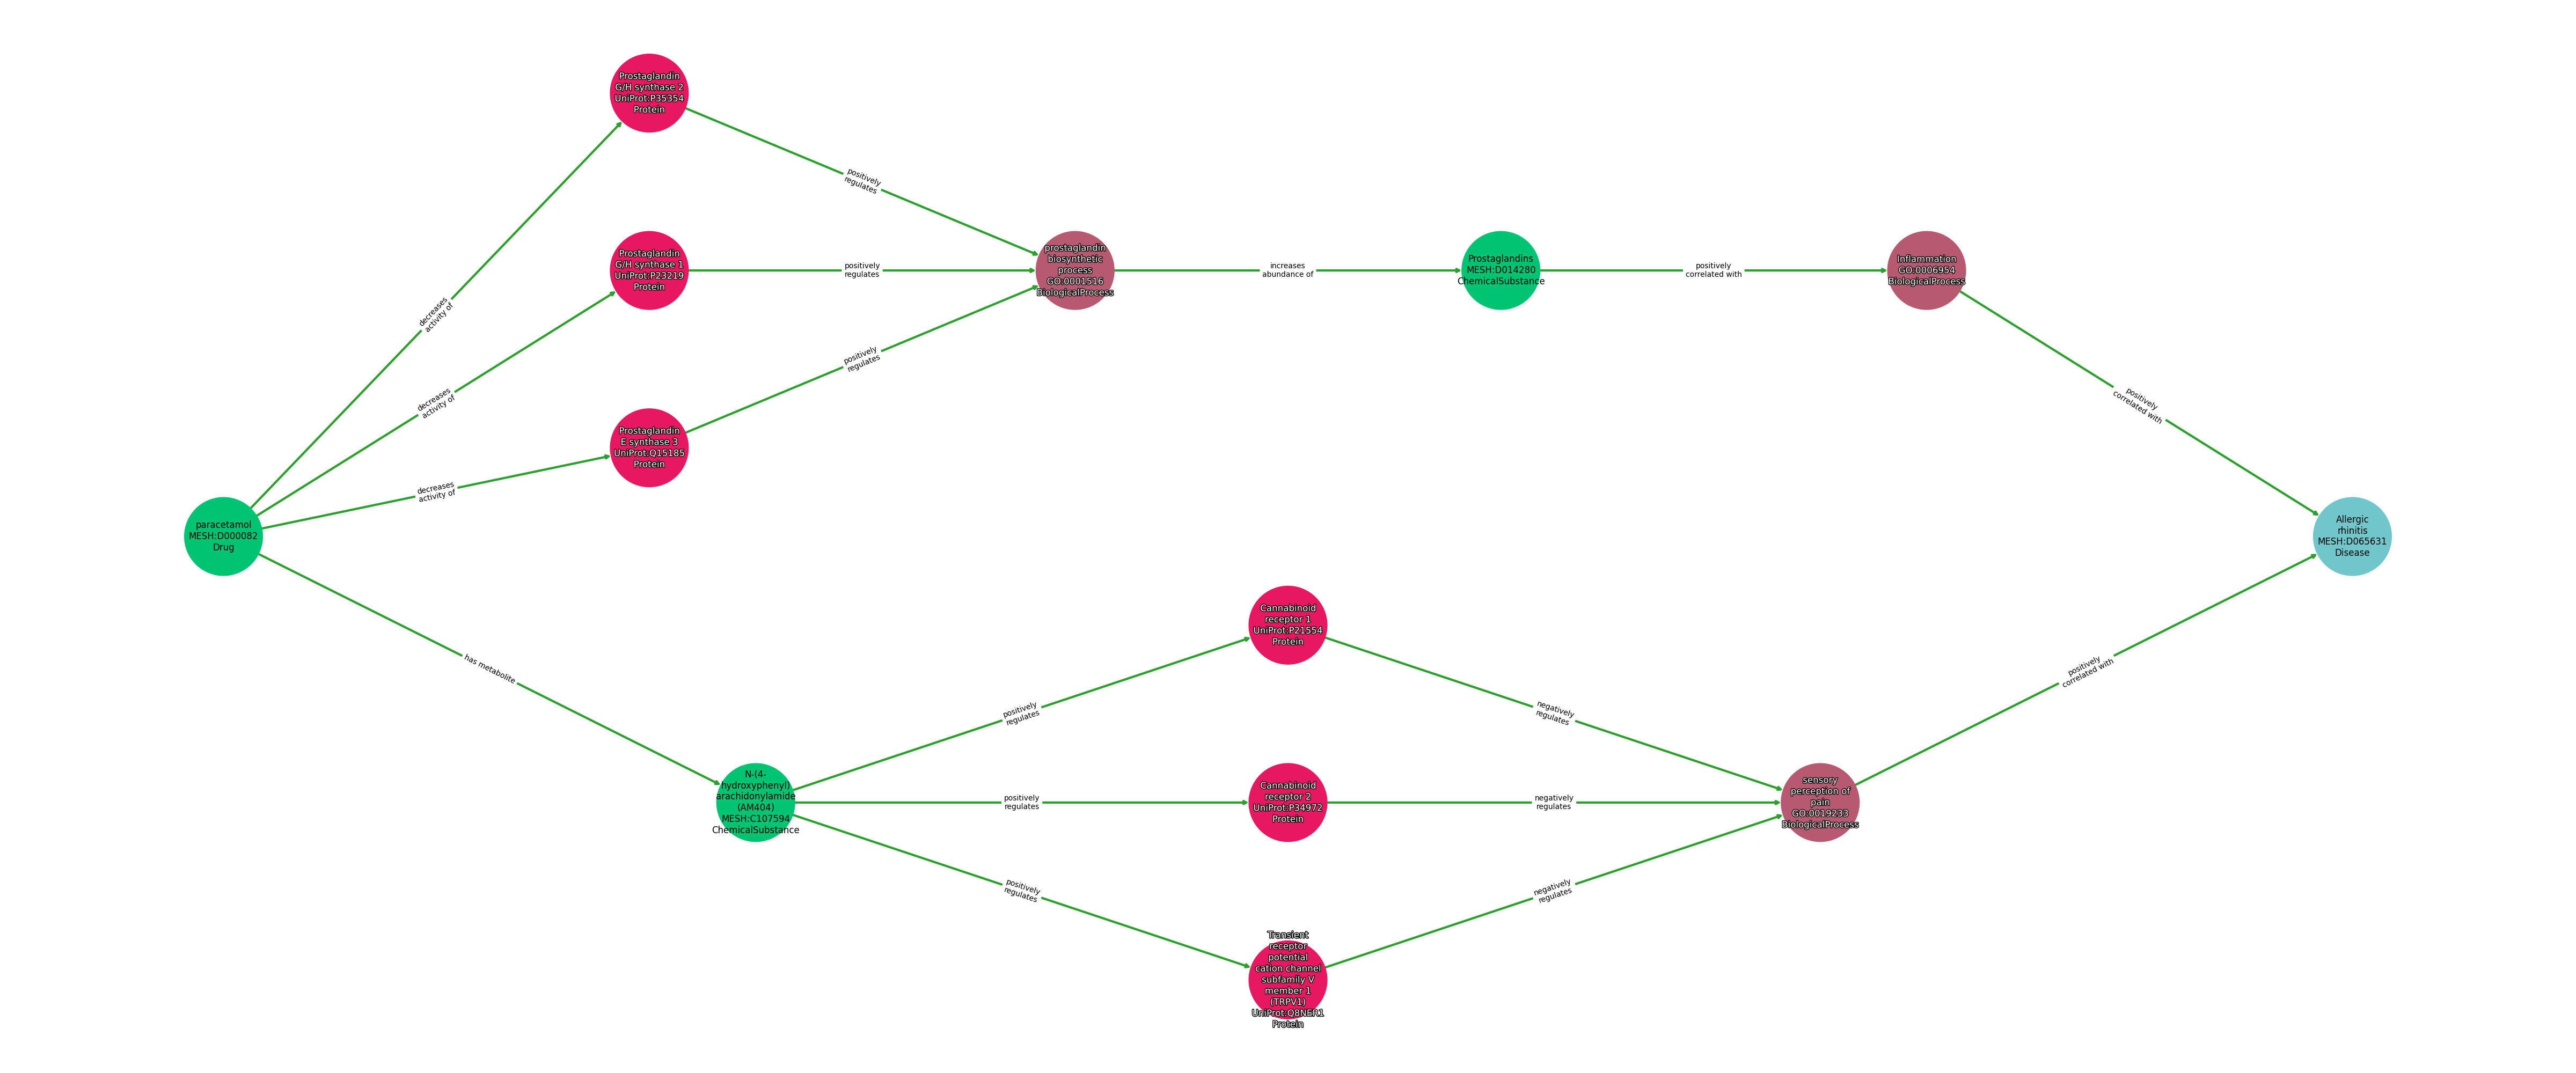 Prostaglandin
G/H synthase 2
UniProt:P35354
Protein
positively
regulates
Prostaglandin
G/H synthase 1
UniProt:P23219
Protein
positively
regulates
prostaglandin
biosynthetic
process
GO:0001516
BiologicalProcess
increases
abundance of
Prostaglandins
MESH:D014280
ChemicalSubstance
positively
correlated with
Inflammation
GO:0006954
BiologicalProcess
decreases
activity of
decreases
activity of
positively
regulates
positively
correlated with
Prostaglandin
E synthase 3
UniProt:Q15185
Protein
decreases
activity of
paracetamol
MESH:D000082
Drug
Allergic
rhinitis
MESH:D065631
Disease
has metabolite
Cannabinoid
receptor 1
UniProt:P21554
Protein
positively
correlated with
positively
regulates
negatively
regulates
N-(4-
hydroxyphenyl)
arachidonylamide
(AM404)
MESH:C107594
ChemicalSubstance
positively
regulates
Cannabinoid
receptor 2
UniProt:P34972
Protein
negatively
regulates
sensory
perception of
pain
GO:0019233
BiologicalProcess
positively
regulates
negatively
regulates
Transient
receptor
potential
cation channel
subfamily V
member 1
(TRPV1)
UniProt:Q8NER1
Protein